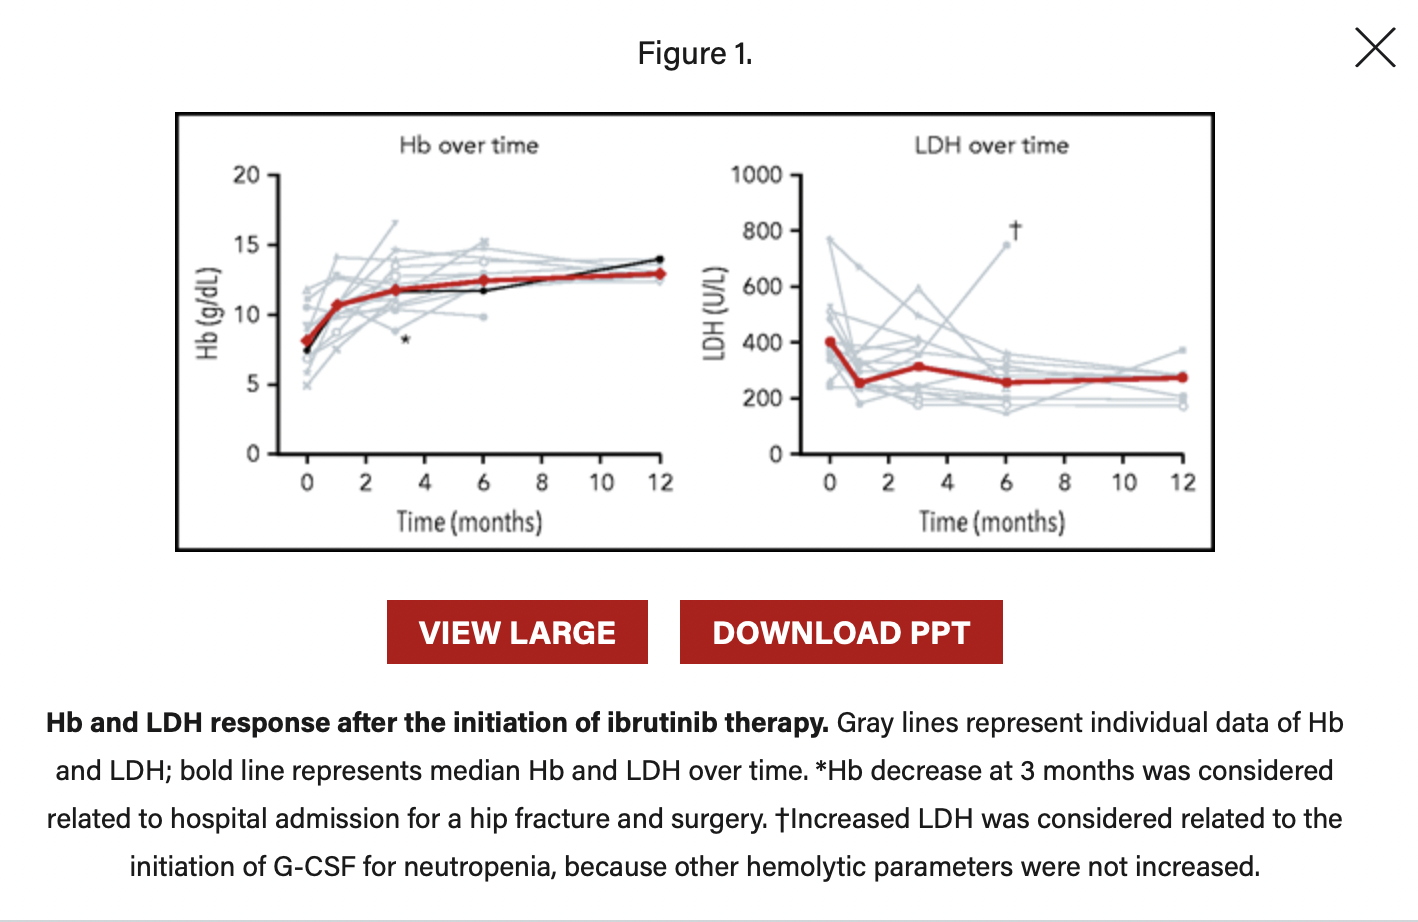 Figure 1.
Hb over time
20
15
10
5
0
Hb (g/dL)
*
0 2 4 6 8 10 12
Time (months)
LDH over time
1000
800
600
400
200
0
LDH (U/L)
†
0 2 4 6 8 10 12
Time (months)
VIEW LARGE
DOWNLOAD PPT
Hb and LDH response after the initiation of ibrutinib therapy. Gray lines represent individual data of Hb
and LDH; bold line represents median Hb and LDH over time. *Hb decrease at 3 months was considered
related to hospital admission for a hip fracture and surgery. †Increased LDH was considered related to the
initiation of G-CSF for neutropenia, because other hemolytic parameters were not increased.